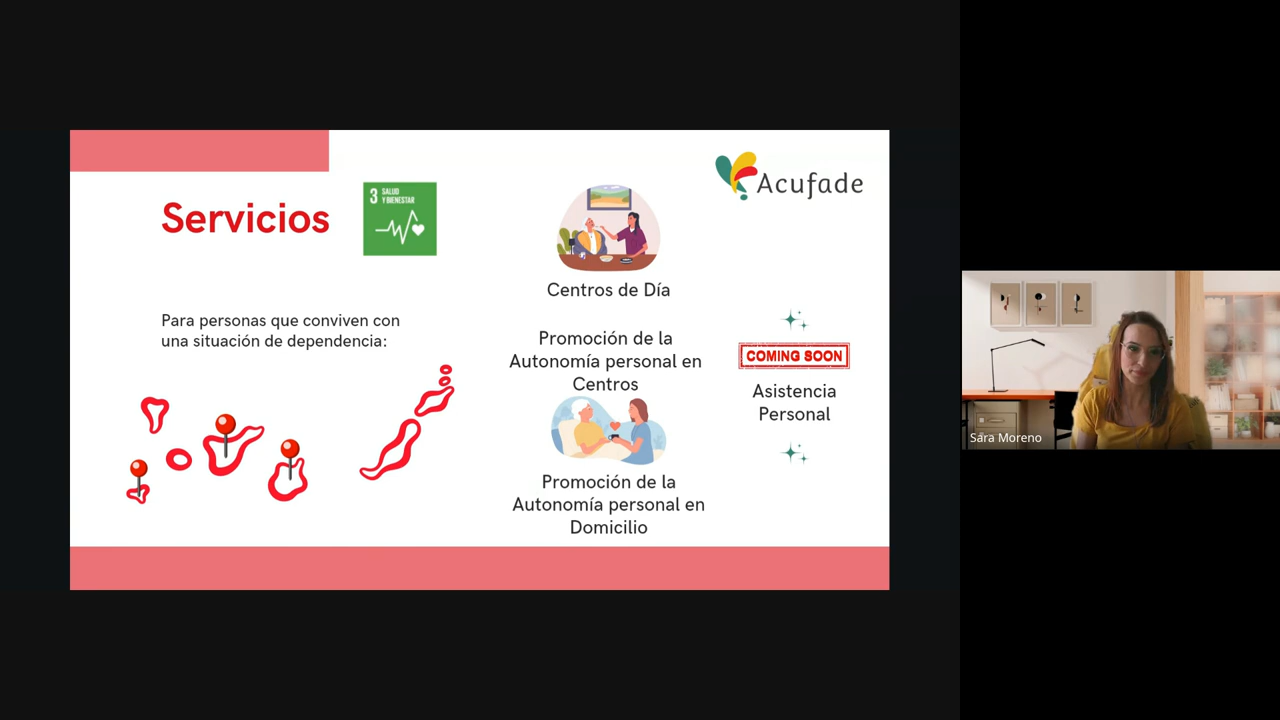 Servicios
3 SALUD
Y BIENESTAR
Para personas que conviven con
una situación de dependencia:
Acufade
Centros de Día
Promoción de la
Autonomía personal en
Centros
Promoción de la
Autonomía personal en
Domicilio
COMING SOON
Asistencia
Personal
Sara Moreno